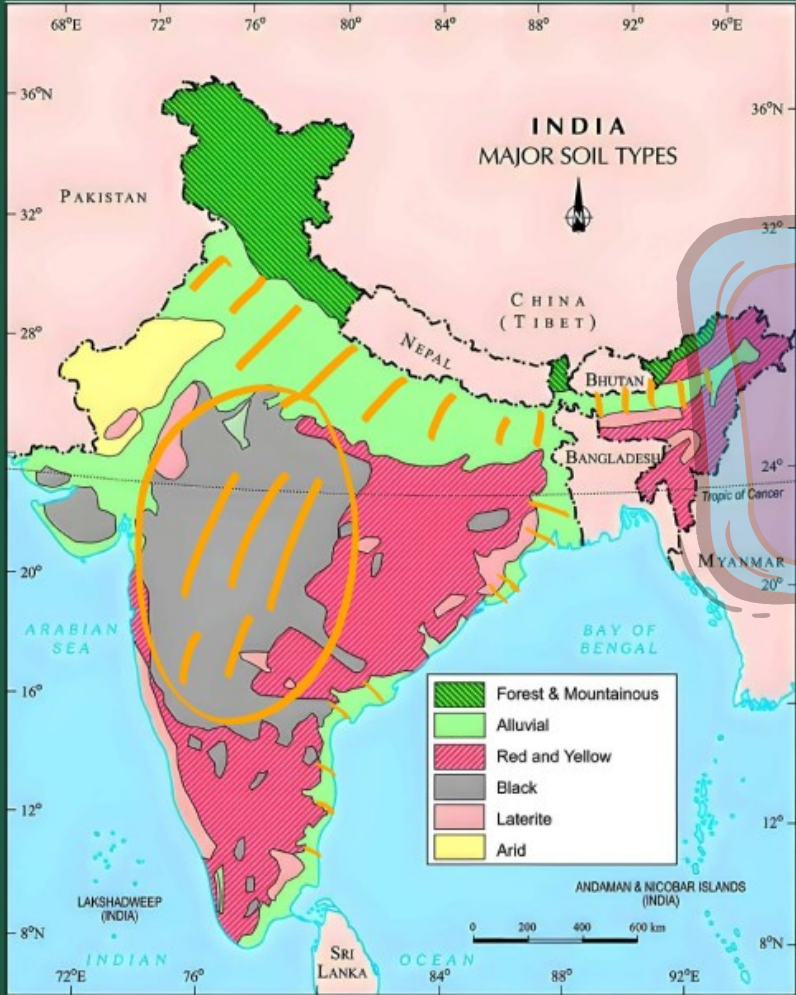 68°E 72° 76° 80° 84° 88° 92° 96°E
36°N
36°N
INDIA
MAJOR SOIL TYPES
N
PAKISTAN
32°
32°
CHINA
(TIBET)
28°
NEPAL
BHUTAN
BANGLADESH
24°
24°
Tropic of Cancer
MYANMAR
20°
20°
ARABIAN
SEA
BAY OF
BENGAL
16°
Forest & Mountainous
Alluvial
Red and Yellow
Black
Laterite
Arid
12°
12°
LAKSHADWEEP
(INDIA)
ANDAMAN & NICOBAR ISLANDS
(INDIA)
0 200 400 600 km
8°N
8°N
SRI
LANKA
INDIAN OCEAN
72°E 76° 84° 88° 92°E